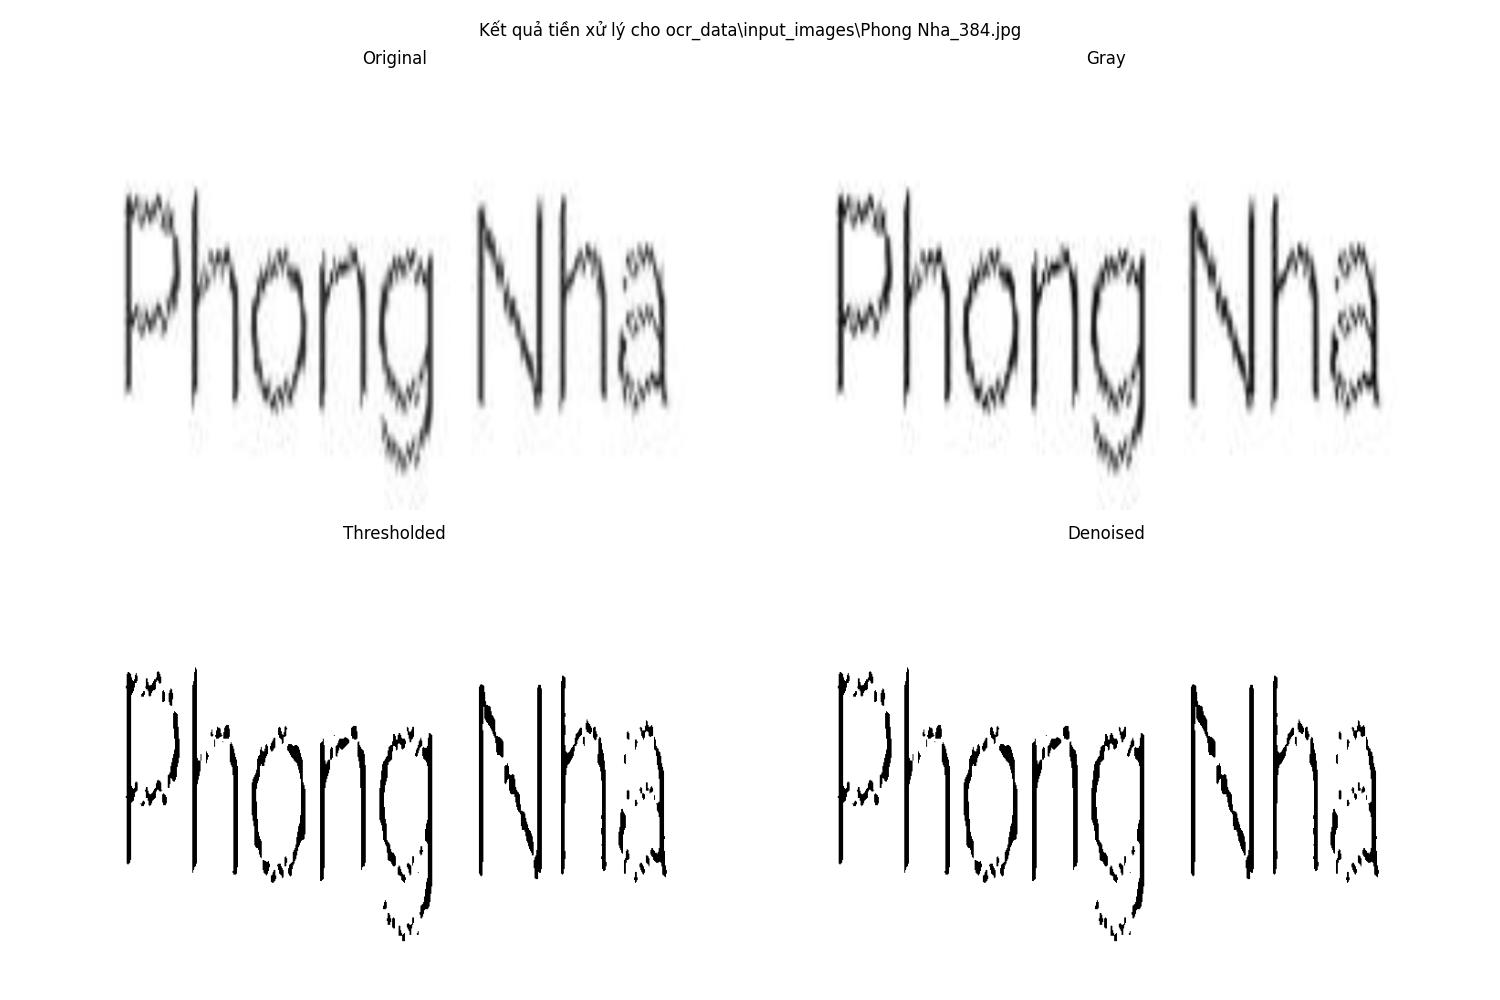 Kết quả tiền xử lý cho ocr_data\input_images\Phong Nha_384.jpg
Original
Gray
Phong Nha
Phong Nha
Thresholded
Denoised
Phong Nha
Phong Nha